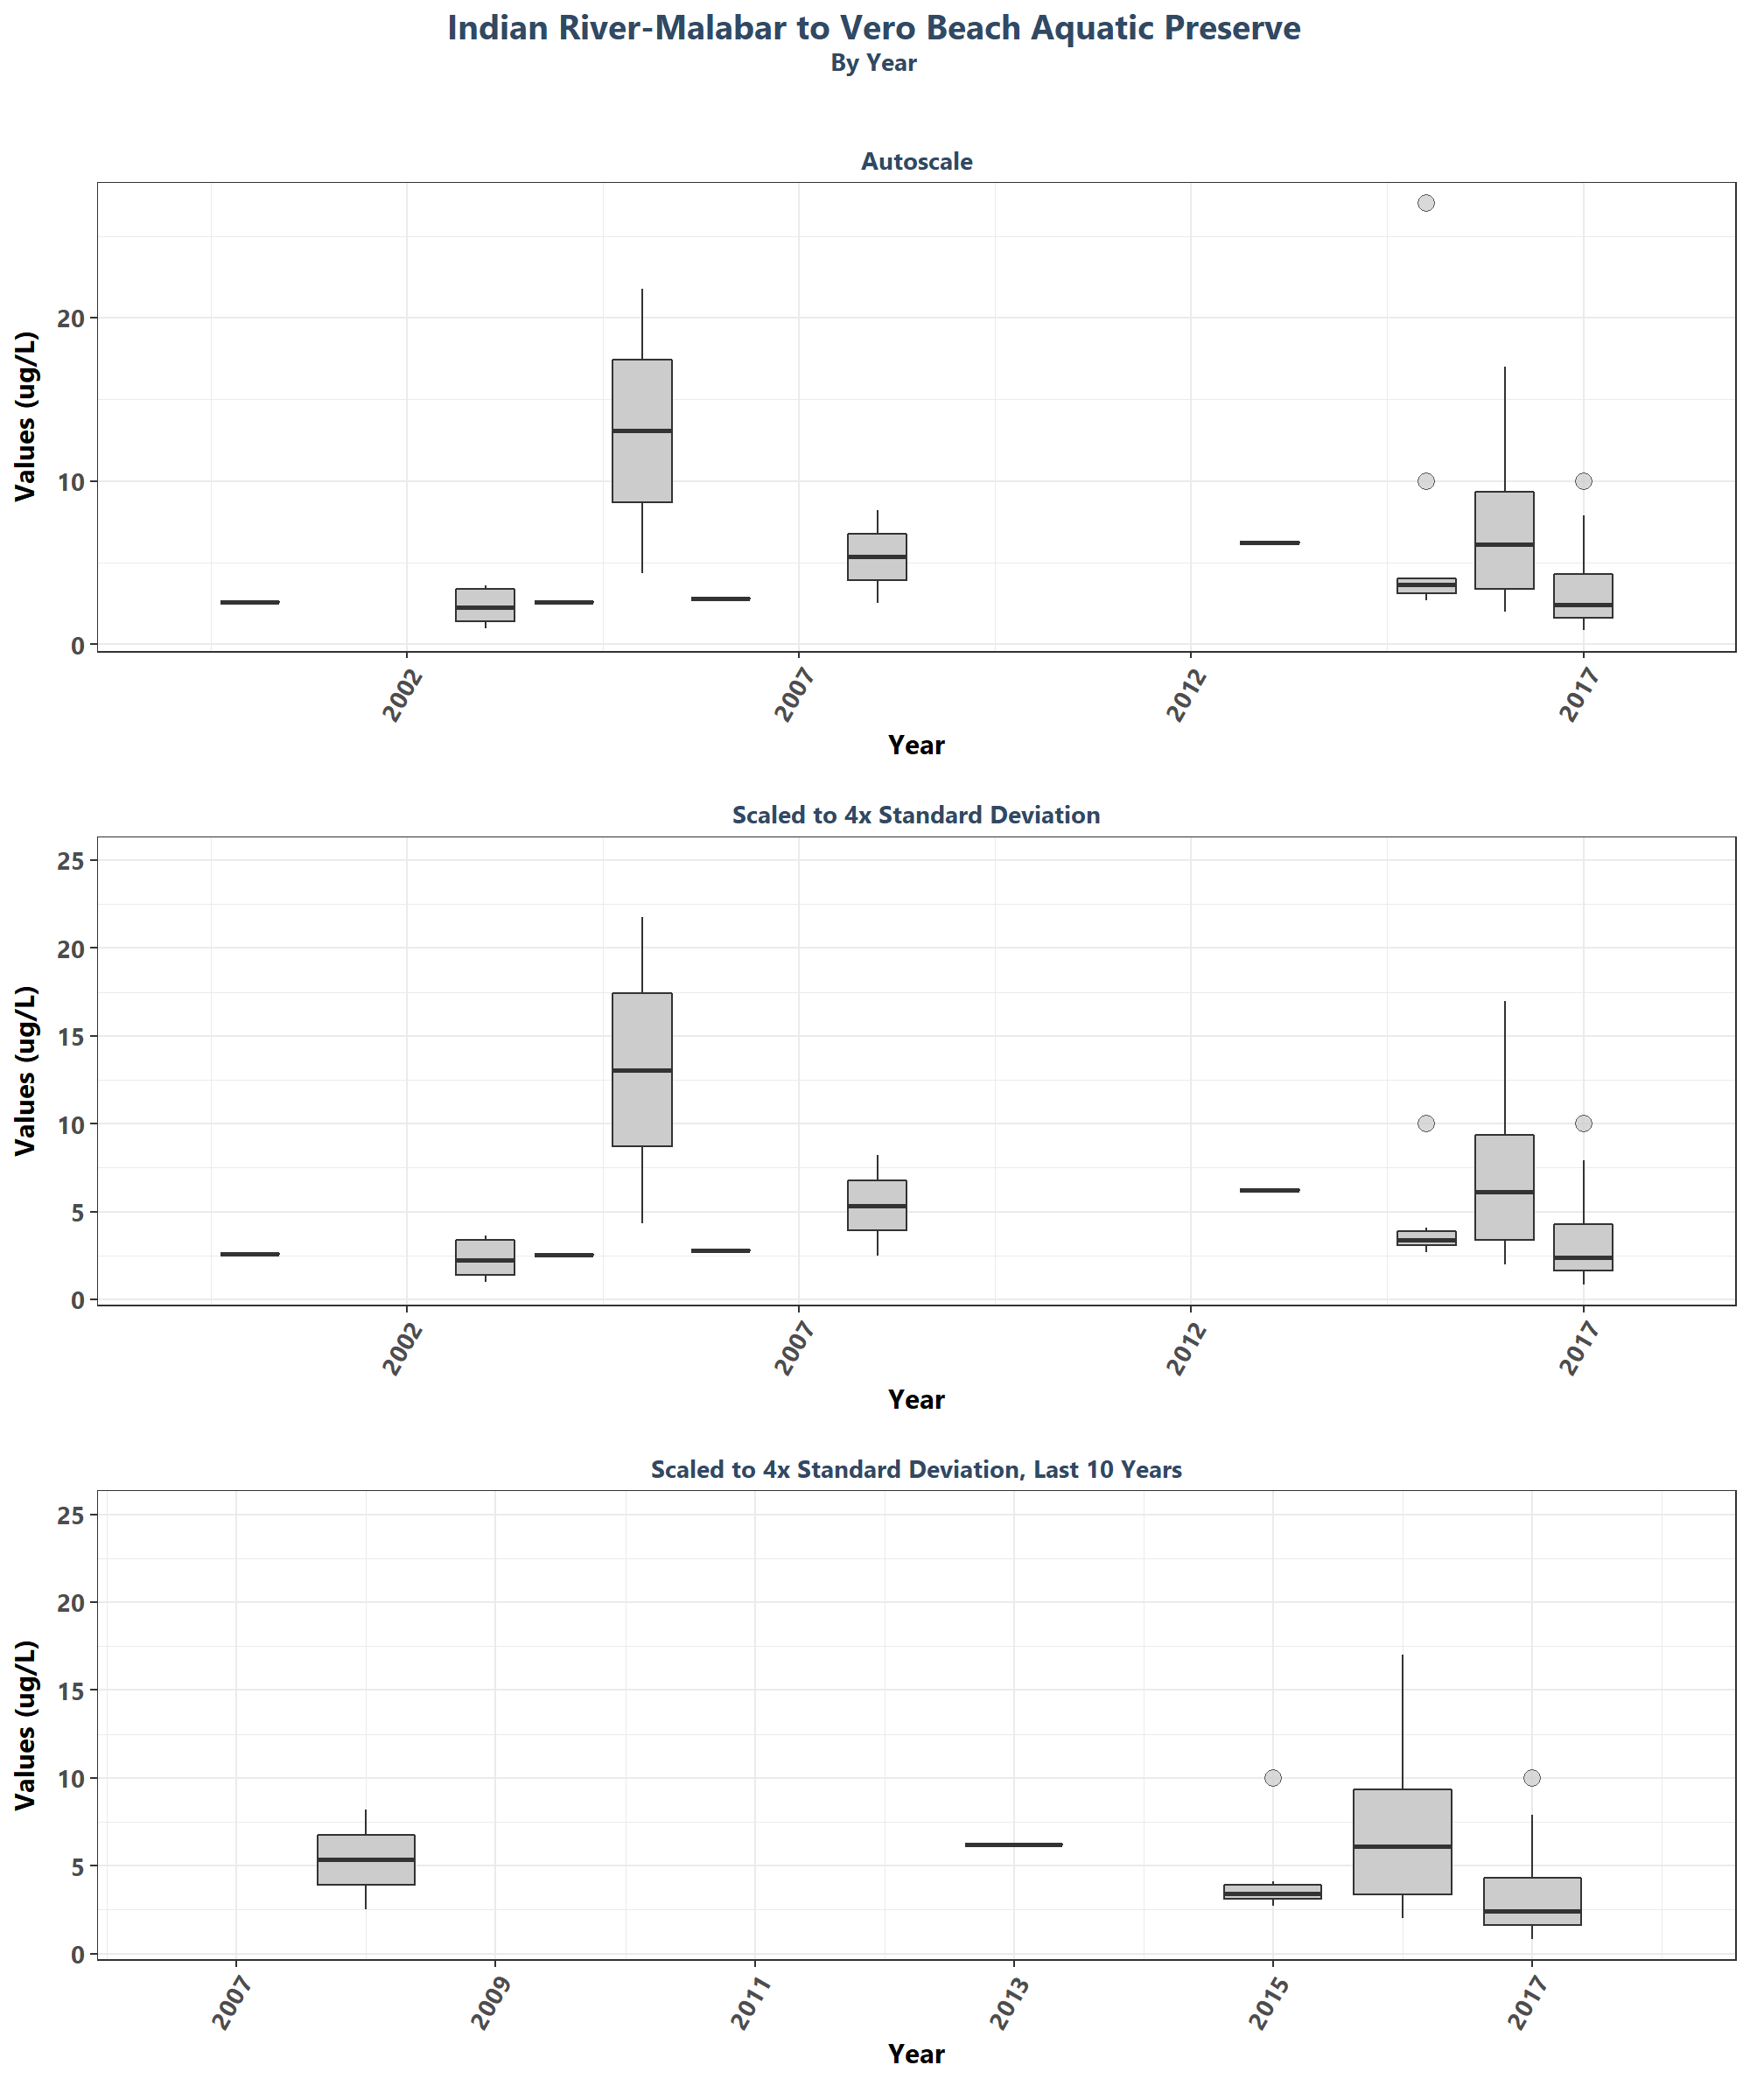 Indian River-Malabar to Vero Beach Aquatic Preserve
By Year
Autoscale
Values (ug/L)
20
10
0
2002
2007
2012
2017
Year
Scaled to 4x Standard Deviation
Values (ug/L)
25
20
15
10
5
0
2002
2007
2012
2017
Year
Scaled to 4x Standard Deviation, Last 10 Years
Values (ug/L)
25
20
15
10
5
0
2007
2009
2011
2013
2015
2017
Year